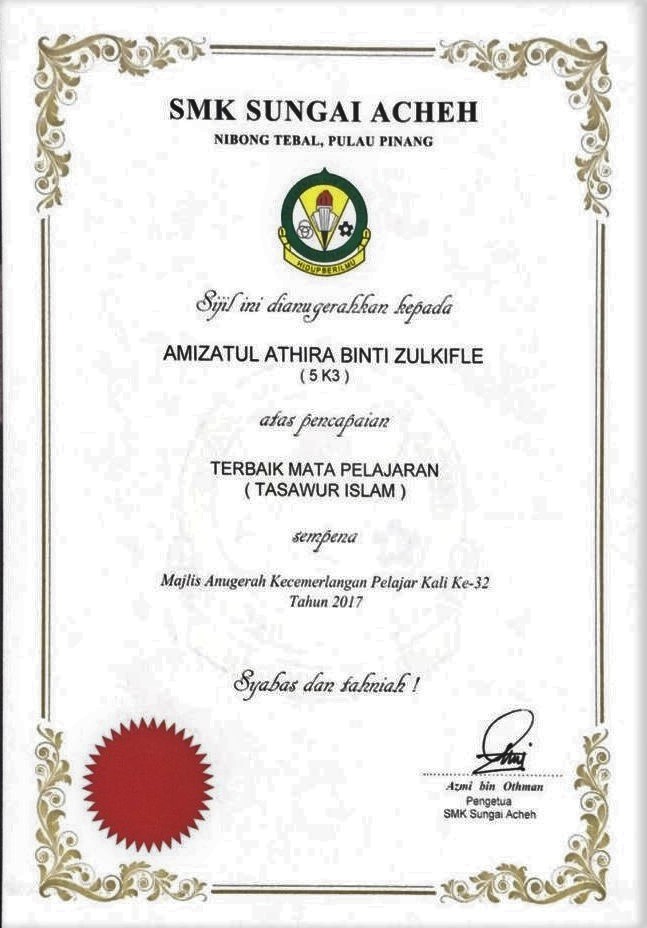 SMK SUNGAI ACHEH
NIBONG TEBAL, PULAU PINANG
HIDUP BERILMU
Sijil ini dianugerahkan kepada
AMIZATUL ATHIRA BINTI ZULKIFLE
( 5 K3 )
atas pencapaian
TERBAIK MATA PELAJARAN
( TASAWUR ISLAM )
sempena
Majlis Anugerah Kecemerlangan Pelajar Kali Ke-32
Tahun 2017
Syabas dan tahniah !
Azmi bin Othman
Pengetua
SMK Sungai Acheh